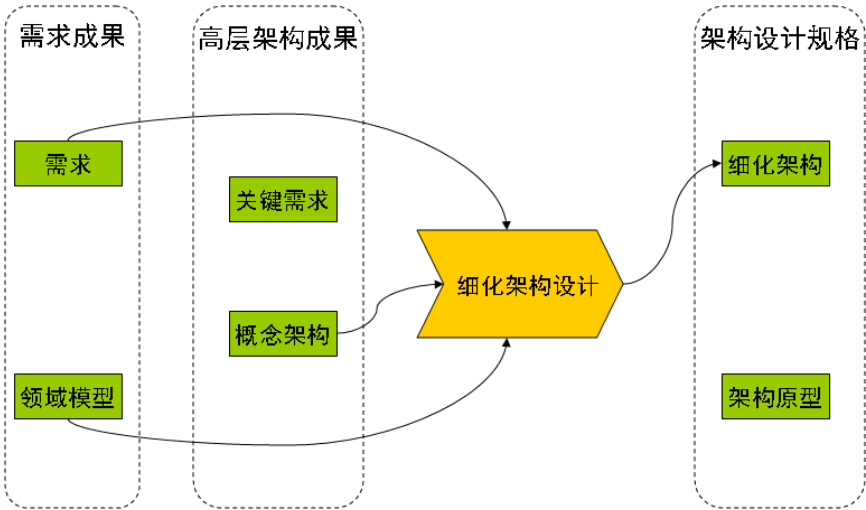 需求成果
高层架构成果
架构设计规格
需求
关键需求
细化架构
细化架构设计
概念架构
领域模型
架构原型